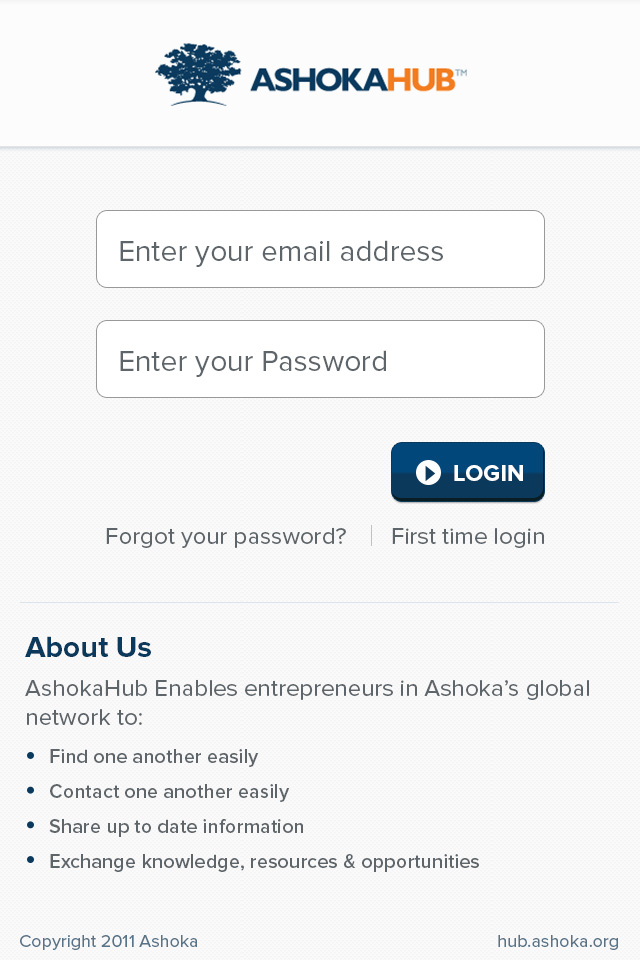 ASHOKAHUB™
Enter your email address
Enter your Password
LOGIN
Forgot your password? | First time login
About Us
AshokaHub Enables entrepreneurs in Ashoka’s global
network to:
• Find one another easily
• Contact one another easily
• Share up to date information
• Exchange knowledge, resources & opportunities
Copyright 2011 Ashoka hub.ashoka.org